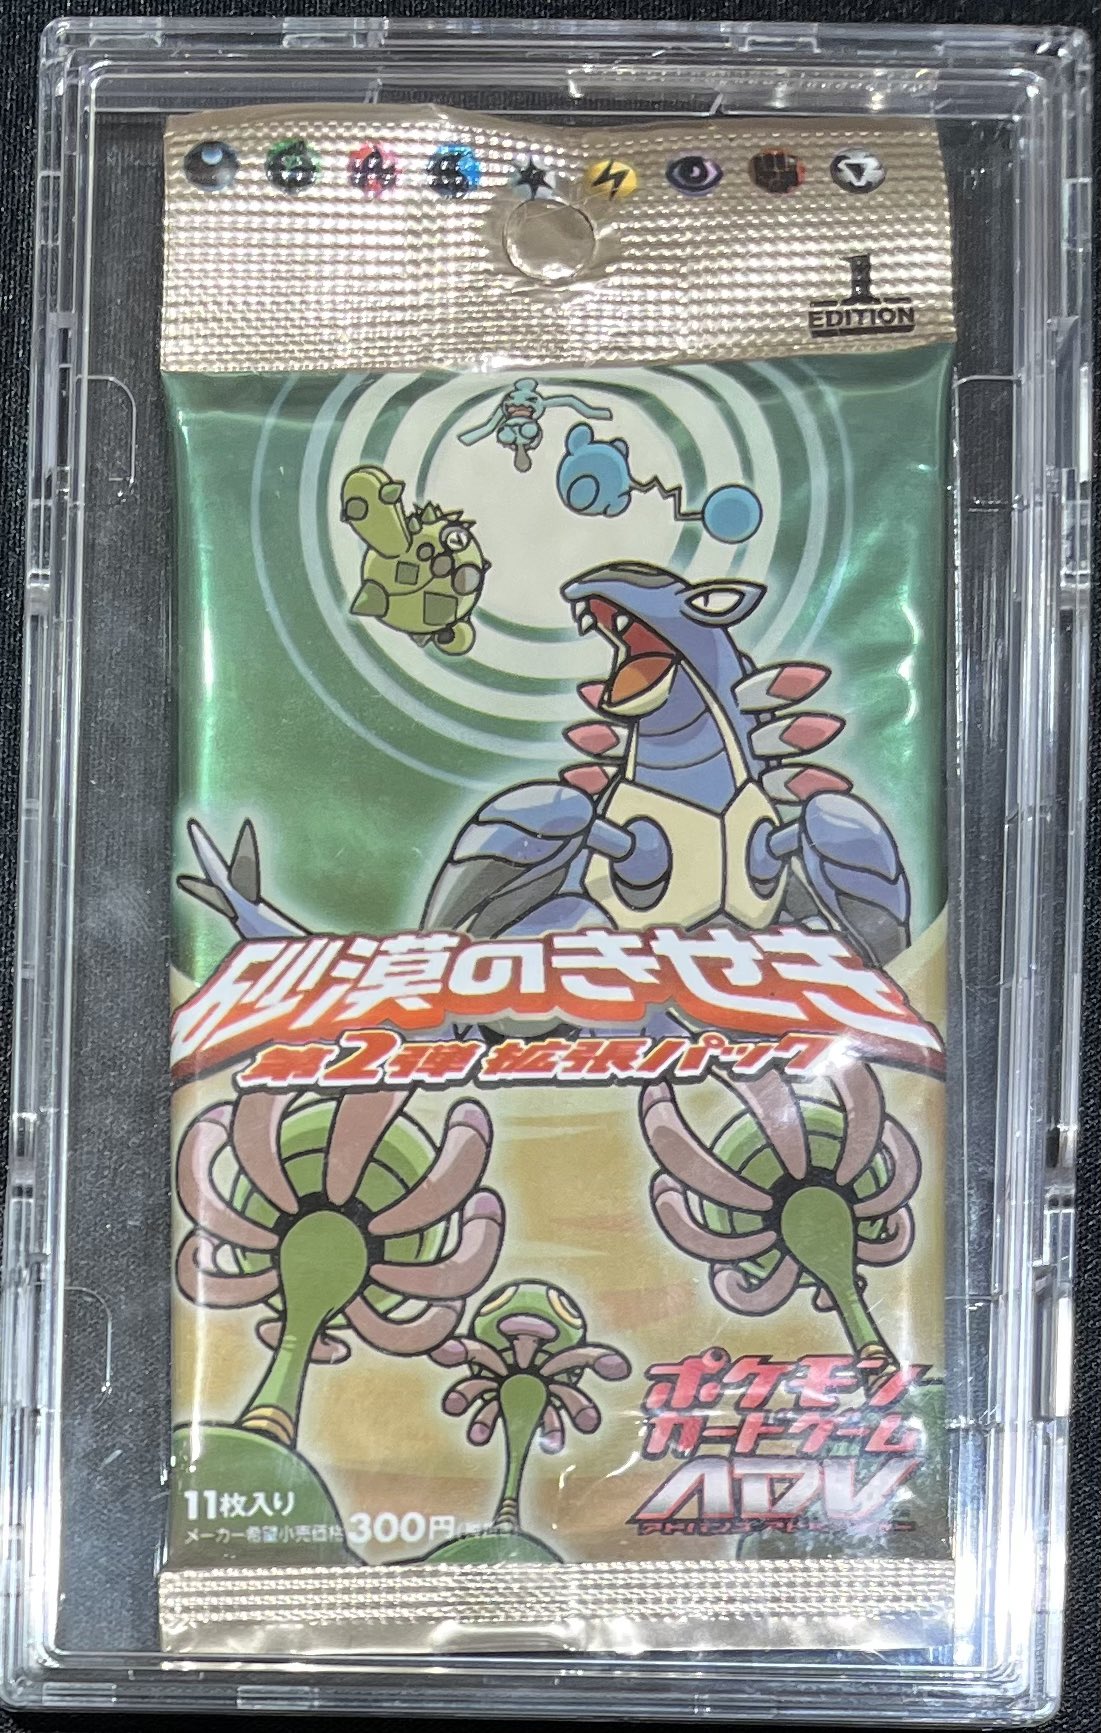 1
EDITION
砂漠のきせき
第2弾 拡張パック
ポケモン
カードゲーム
ADV
11枚入り
メーカー希望小売価格 300円